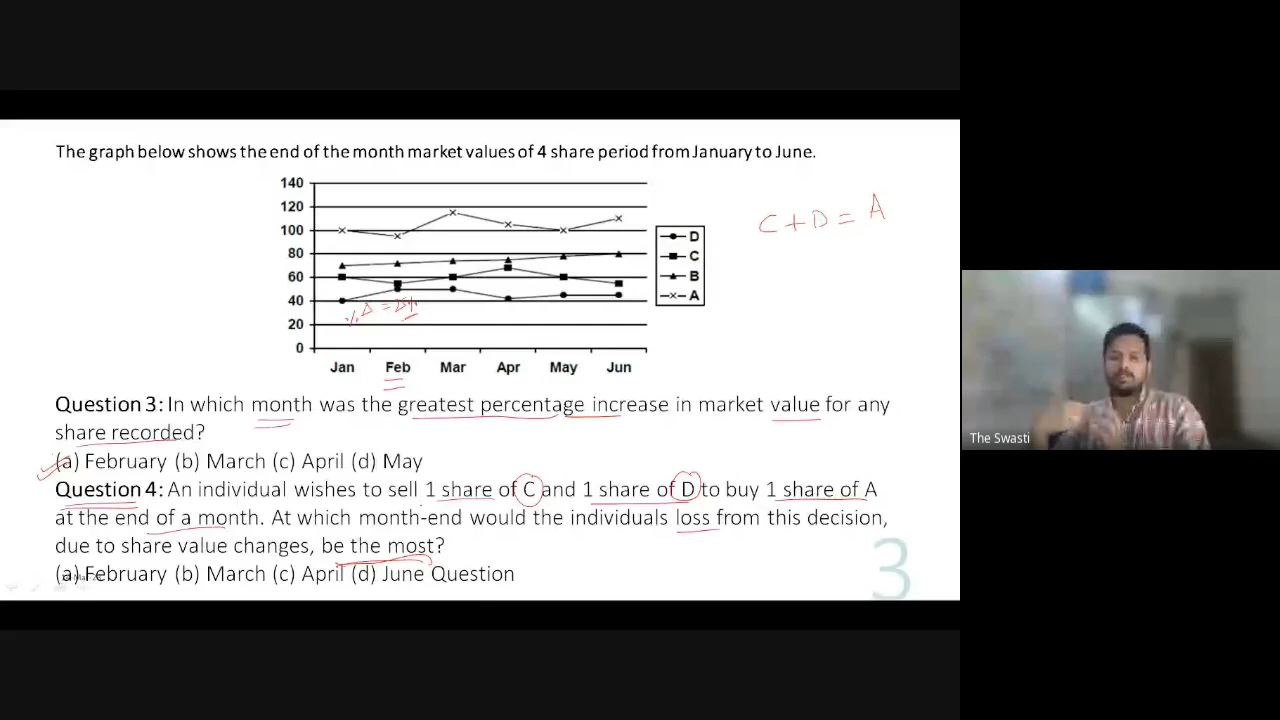 The graph below shows the end of the month market values of 4 share period from January to June.
140
120
100
80
60
40
20
0
Jan Feb Mar Apr May Jun
D
C
B
A
% Δ = 25%
C + D = A
Question 3: In which month was the greatest percentage increase in market value for any
share recorded?
(a) February (b) March (c) April (d) May
Question 4: An individual wishes to sell 1 share of C and 1 share of D to buy 1 share of A
at the end of a month. At which month-end would the individuals loss from this decision,
due to share value changes, be the most?
(a) February (b) March (c) April (d) June Question
3
The Swasti